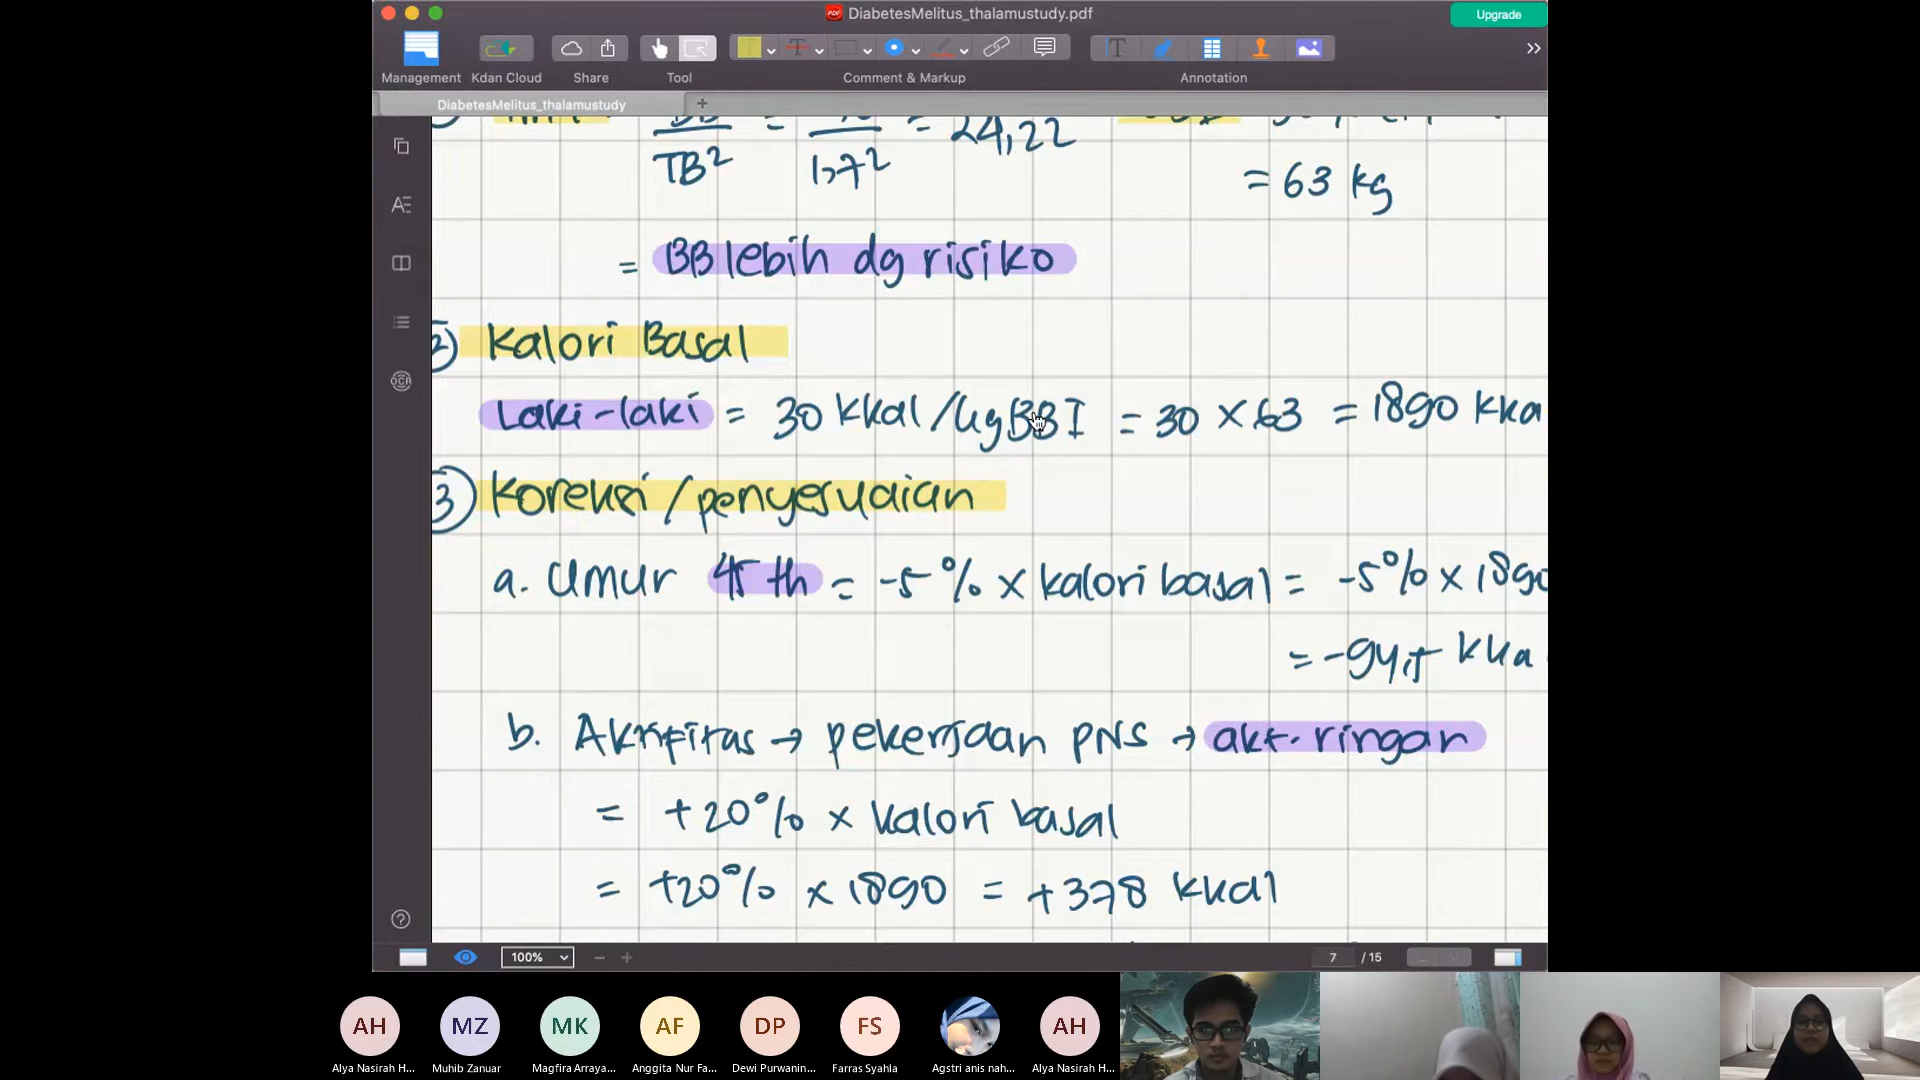 DiabetesMelitus_thalamustudy.pdf
Upgrade
Management Kdan Cloud Share Tool Comment & Markup Annotation
DiabetesMelitus_thalamustudy
= = = 24,22
TB² 1,7²
= 63 kg
= BB lebih dg risiko
2 Kalori Basal
Laki-laki = 30 kkal/kgBBI = 30 x 63 = 1890 kka
3 Koreksi/penyesuaian
a. Umur 45 th = -5% x kalori basal = -5% x 1890
= -94,5 kka
b. Aktifitas → pekerjaan PNS → akt. ringan
= +20% x kalori basal
= +20% x 1890 = +378 kkal
OCR
100% 7 / 15
AH MZ MK AF DP FS AH
Alya Nasirah H... Muhib Zanuar Magfira Arraya... Anggita Nur Fa... Dewi Purwanin... Farras Syahla Agstri anis nah... Alya Nasirah H...